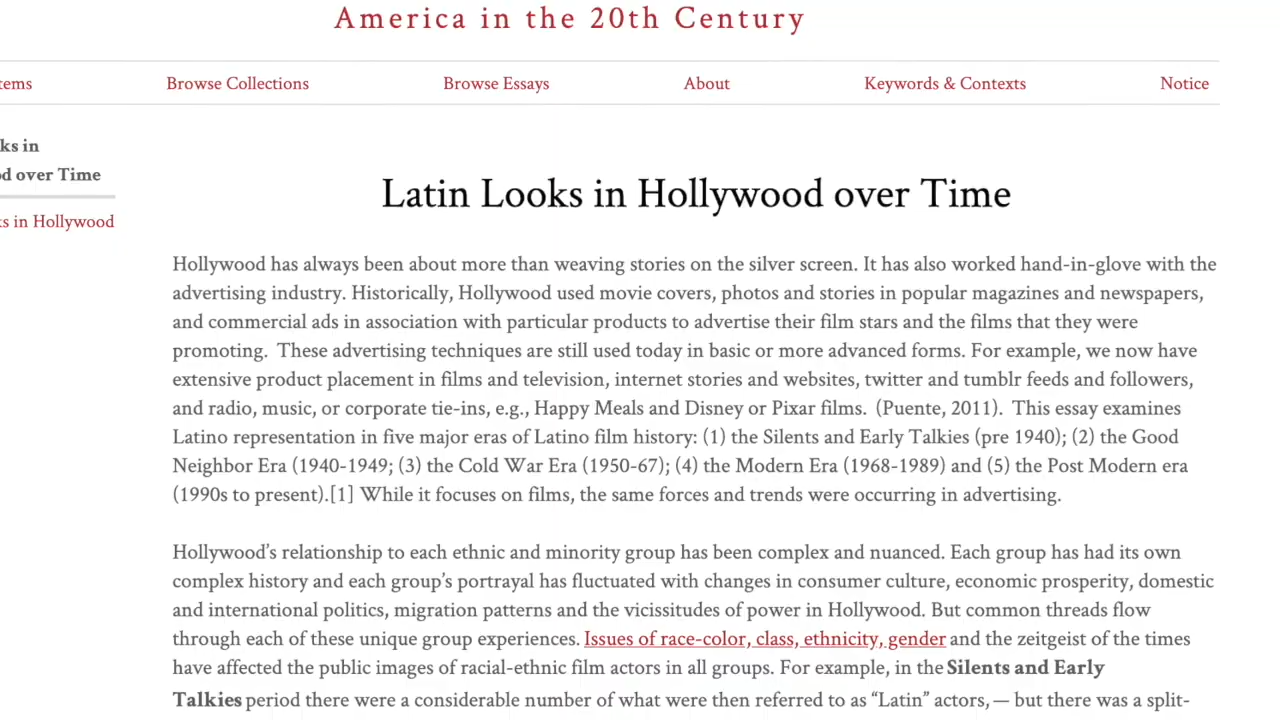 America in the 20th Century
tems
Browse Collections
Browse Essays
About
Keywords & Contexts
Notice
ks in
od over Time
ks in Hollywood
Latin Looks in Hollywood over Time
Hollywood has always been about more than weaving stories on the silver screen. It has also worked hand-in-glove with the
advertising industry. Historically, Hollywood used movie covers, photos and stories in popular magazines and newspapers,
and commercial ads in association with particular products to advertise their film stars and the films that they were
promoting.  These advertising techniques are still used today in basic or more advanced forms. For example, we now have
extensive product placement in films and television, internet stories and websites, twitter and tumblr feeds and followers,
and radio, music, or corporate tie-ins, e.g., Happy Meals and Disney or Pixar films.  (Puente, 2011).  This essay examines
Latino representation in five major eras of Latino film history: (1) the Silents and Early Talkies (pre 1940); (2) the Good
Neighbor Era (1940-1949; (3) the Cold War Era (1950-67); (4) the Modern Era (1968-1989) and (5) the Post Modern era
(1990s to present).[1] While it focuses on films, the same forces and trends were occurring in advertising.
Hollywood’s relationship to each ethnic and minority group has been complex and nuanced. Each group has had its own
complex history and each group’s portrayal has fluctuated with changes in consumer culture, economic prosperity, domestic
and international politics, migration patterns and the vicissitudes of power in Hollywood. But common threads flow
through each of these unique group experiences. Issues of race-color, class, ethnicity, gender and the zeitgeist of the times
have affected the public images of racial-ethnic film actors in all groups. For example, in the Silents and Early
Talkies period there were a considerable number of what were then referred to as “Latin” actors, — but there was a split-